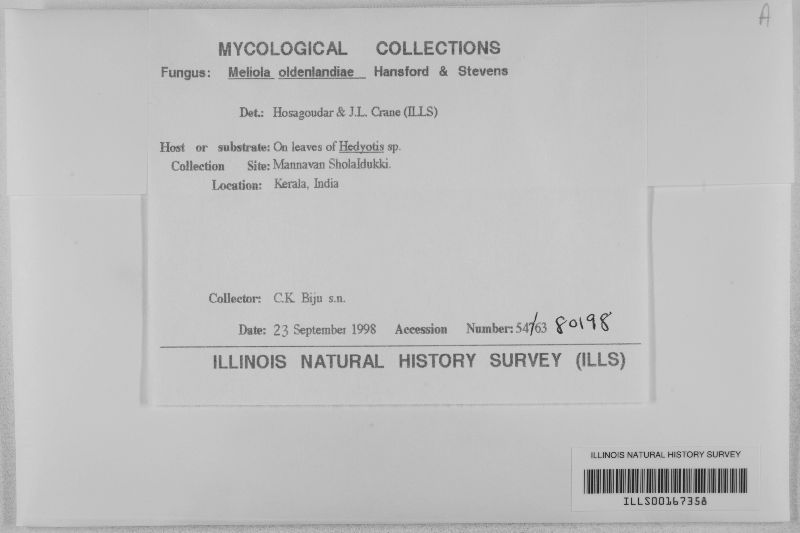 A
MYCOLOGICAL COLLECTIONS
Fungus: Meliola oldenlandiae Hansford & Stevens
Det.: Hosagoudar & J.L. Crane (ILLS)
Host or substrate: On leaves of Hedyotis sp.
Collection Site: Mannavan SholaIdukki.
Location: Kerala, India
Collector: C.K. Biju s.n.
Date: 23 September 1998 Accession Number: 54763 80198
ILLINOIS NATURAL HISTORY SURVEY (ILLS)
ILLINOIS NATURAL HISTORY SURVEY
ILLS00167358